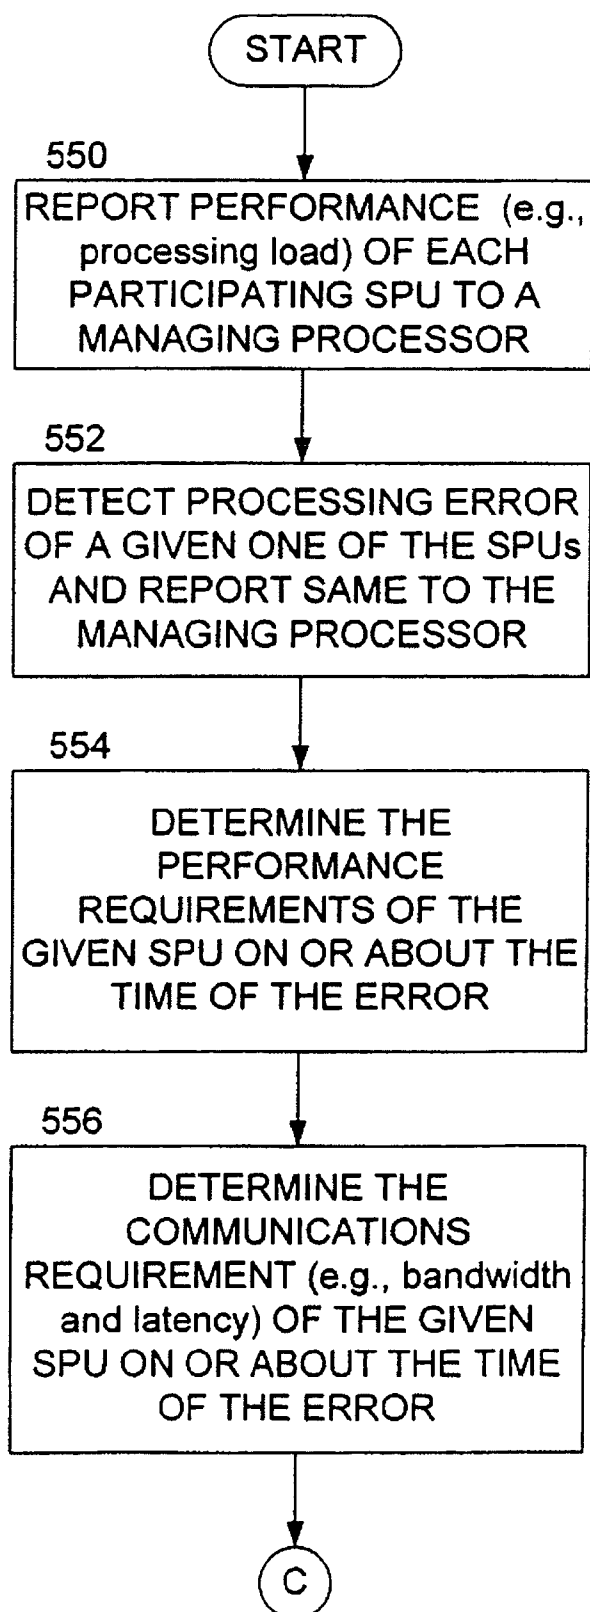 START
550
REPORT PERFORMANCE (e.g.,
processing load) OF EACH
PARTICIPATING SPU TO A
MANAGING PROCESSOR
552
DETECT PROCESSING ERROR
OF A GIVEN ONE OF THE SPUs
AND REPORT SAME TO THE
MANAGING PROCESSOR
554
DETERMINE THE
PERFORMANCE
REQUIREMENTS OF THE
GIVEN SPU ON OR ABOUT THE
TIME OF THE ERROR
556
DETERMINE THE
COMMUNICATIONS
REQUIREMENT (e.g., bandwidth
and latency) OF THE GIVEN
SPU ON OR ABOUT THE TIME
OF THE ERROR
C